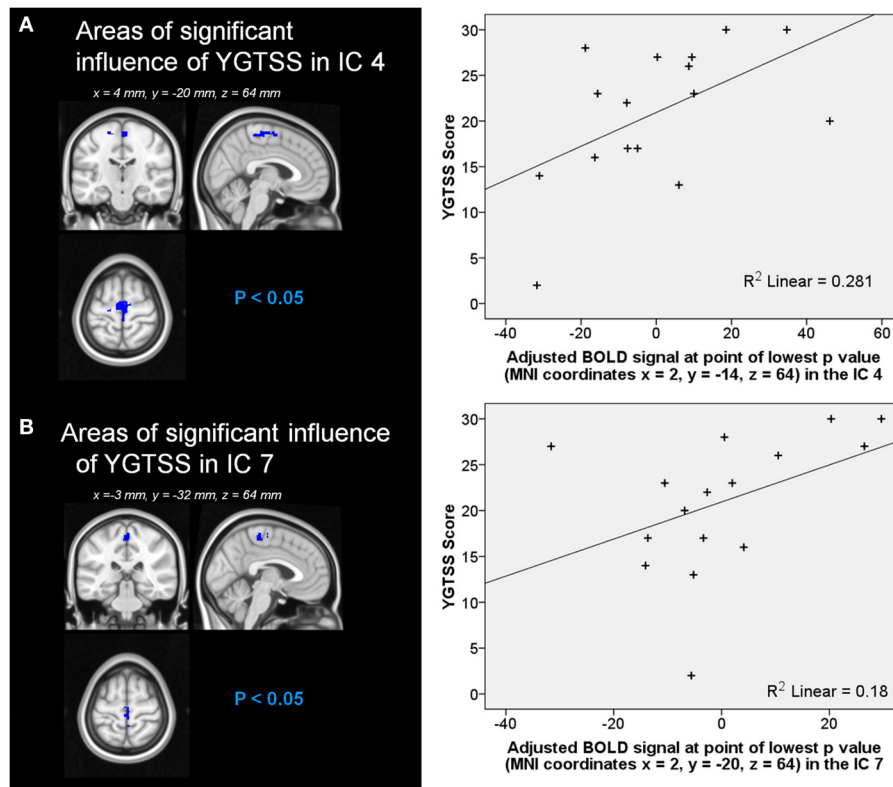 A
Areas of significant
influence of YGTSS in IC 4
x = 4 mm, y = -20 mm, z = 64 mm
P < 0.05
YGTSS Score
30
25
20
15
10
5
0
R² Linear = 0.281
-40 -20 0 20 40 60
Adjusted BOLD signal at point of lowest p value
(MNI coordinates x = 2, y = -14, z = 64) in the IC 4
B
Areas of significant influence
of YGTSS in IC 7
x =-3 mm, y = -32 mm, z = 64 mm
P < 0.05
YGTSS Score
30
25
20
15
10
5
0
R² Linear = 0.18
-40 -20 0 20
Adjusted BOLD signal at point of lowest p value
(MNI coordinates x = 2, y = -20, z = 64) in the IC 7